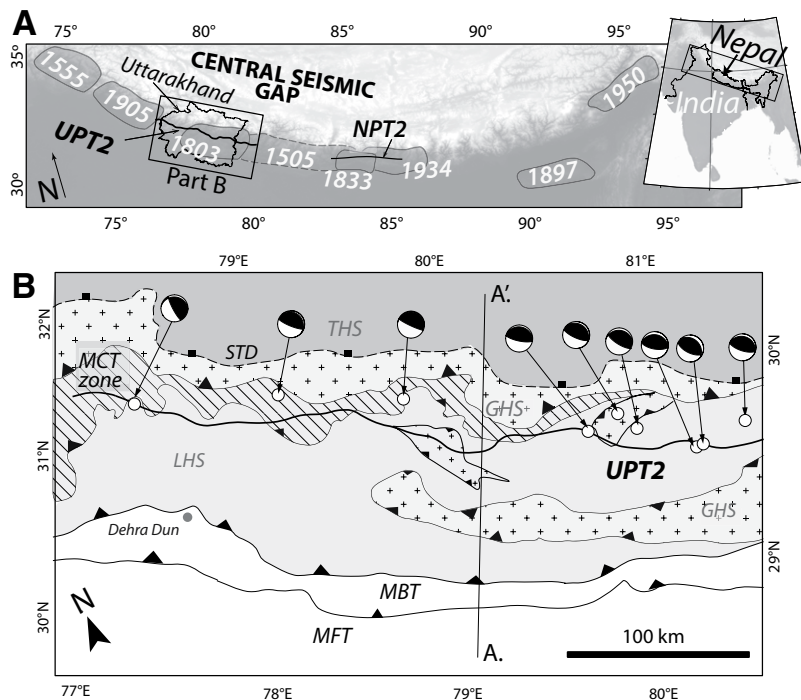 A
75°
80°
85°
90°
95°
35°
30°
Uttarakhand
CENTRAL SEISMIC
GAP
1555
1905
UPT2
1803
1505
NPT2
1833
1934
1897
1950
Part B
N
75°
80°
85°
90°
95°
Nepal
India
B
79°E
80°E
81°E
32°N
31°N
30°N
30°N
29°N
A'.
THS
STD
MCT
zone
GHS
LHS
UPT2
GHS
Dehra Dun
MBT
MFT
N
A.
100 km
77°E
78°E
79°E
80°E